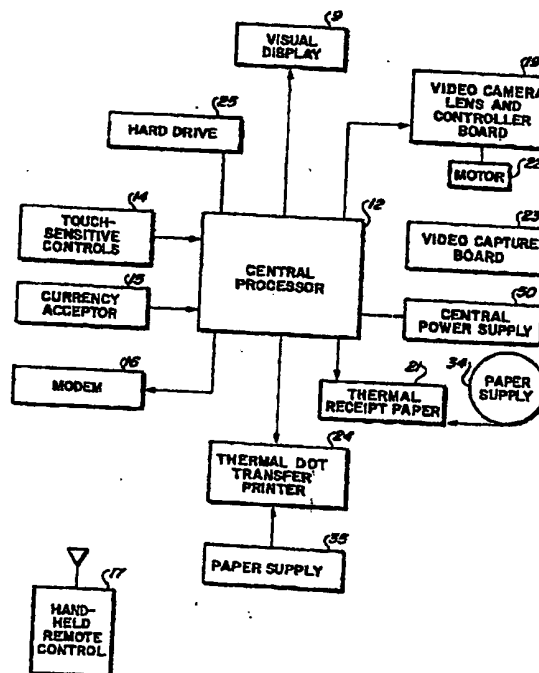 9
VISUAL
DISPLAY
19
VIDEO CAMERA
LENS AND
CONTROLLER
BOARD
22
MOTOR
25
HARD DRIVE
14
TOUCH-
SENSITIVE
CONTROLS
12
CENTRAL
PROCESSOR
23
VIDEO CAPTURE
BOARD
15
CURRENCY
ACCEPTOR
50
CENTRAL
POWER SUPPLY
16
MODEM
21
THERMAL
RECEIPT PAPER
34
PAPER
SUPPLY
24
THERMAL DOT
TRANSFER
PRINTER
35
PAPER SUPPLY
17
HAND-
HELD
REMOTE
CONTROL